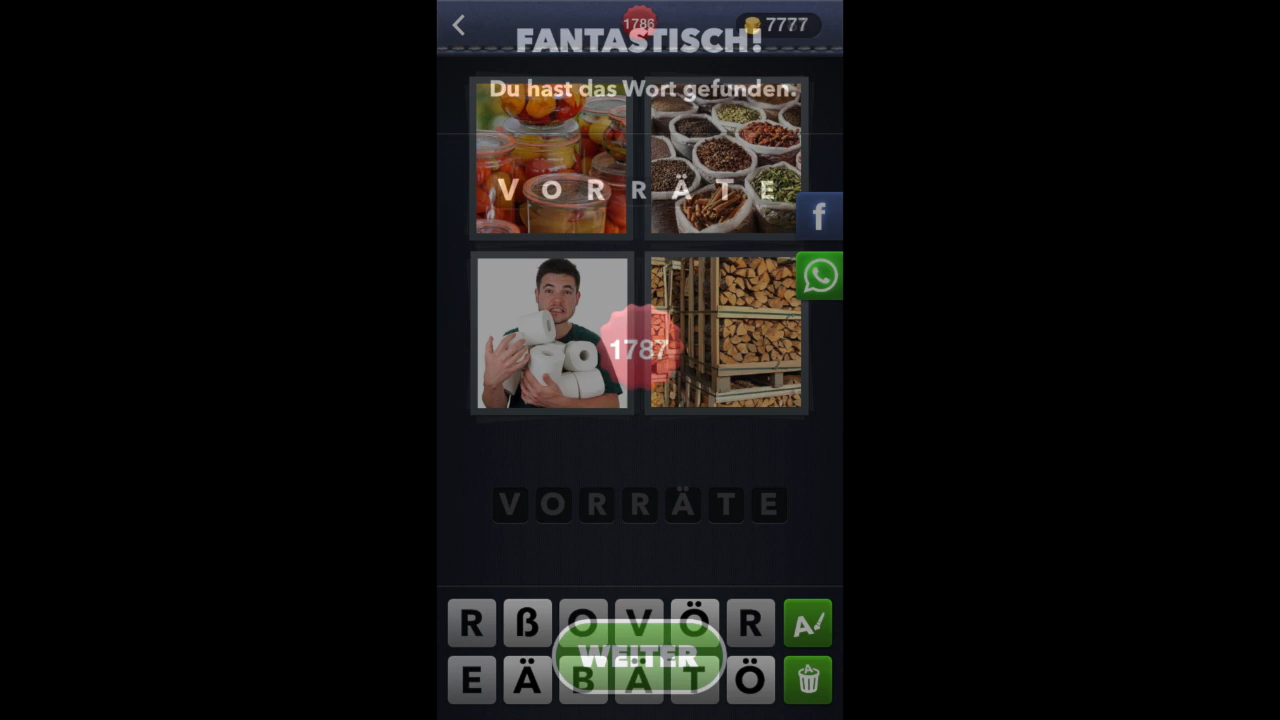 1786
7777
FANTASTISCH!
Du hast das Wort gefunden.
V O R R Ä T E
f
1787
V O R R Ä T E
R ß O V Ö R A
WEITER
E Ä B Ä T Ö